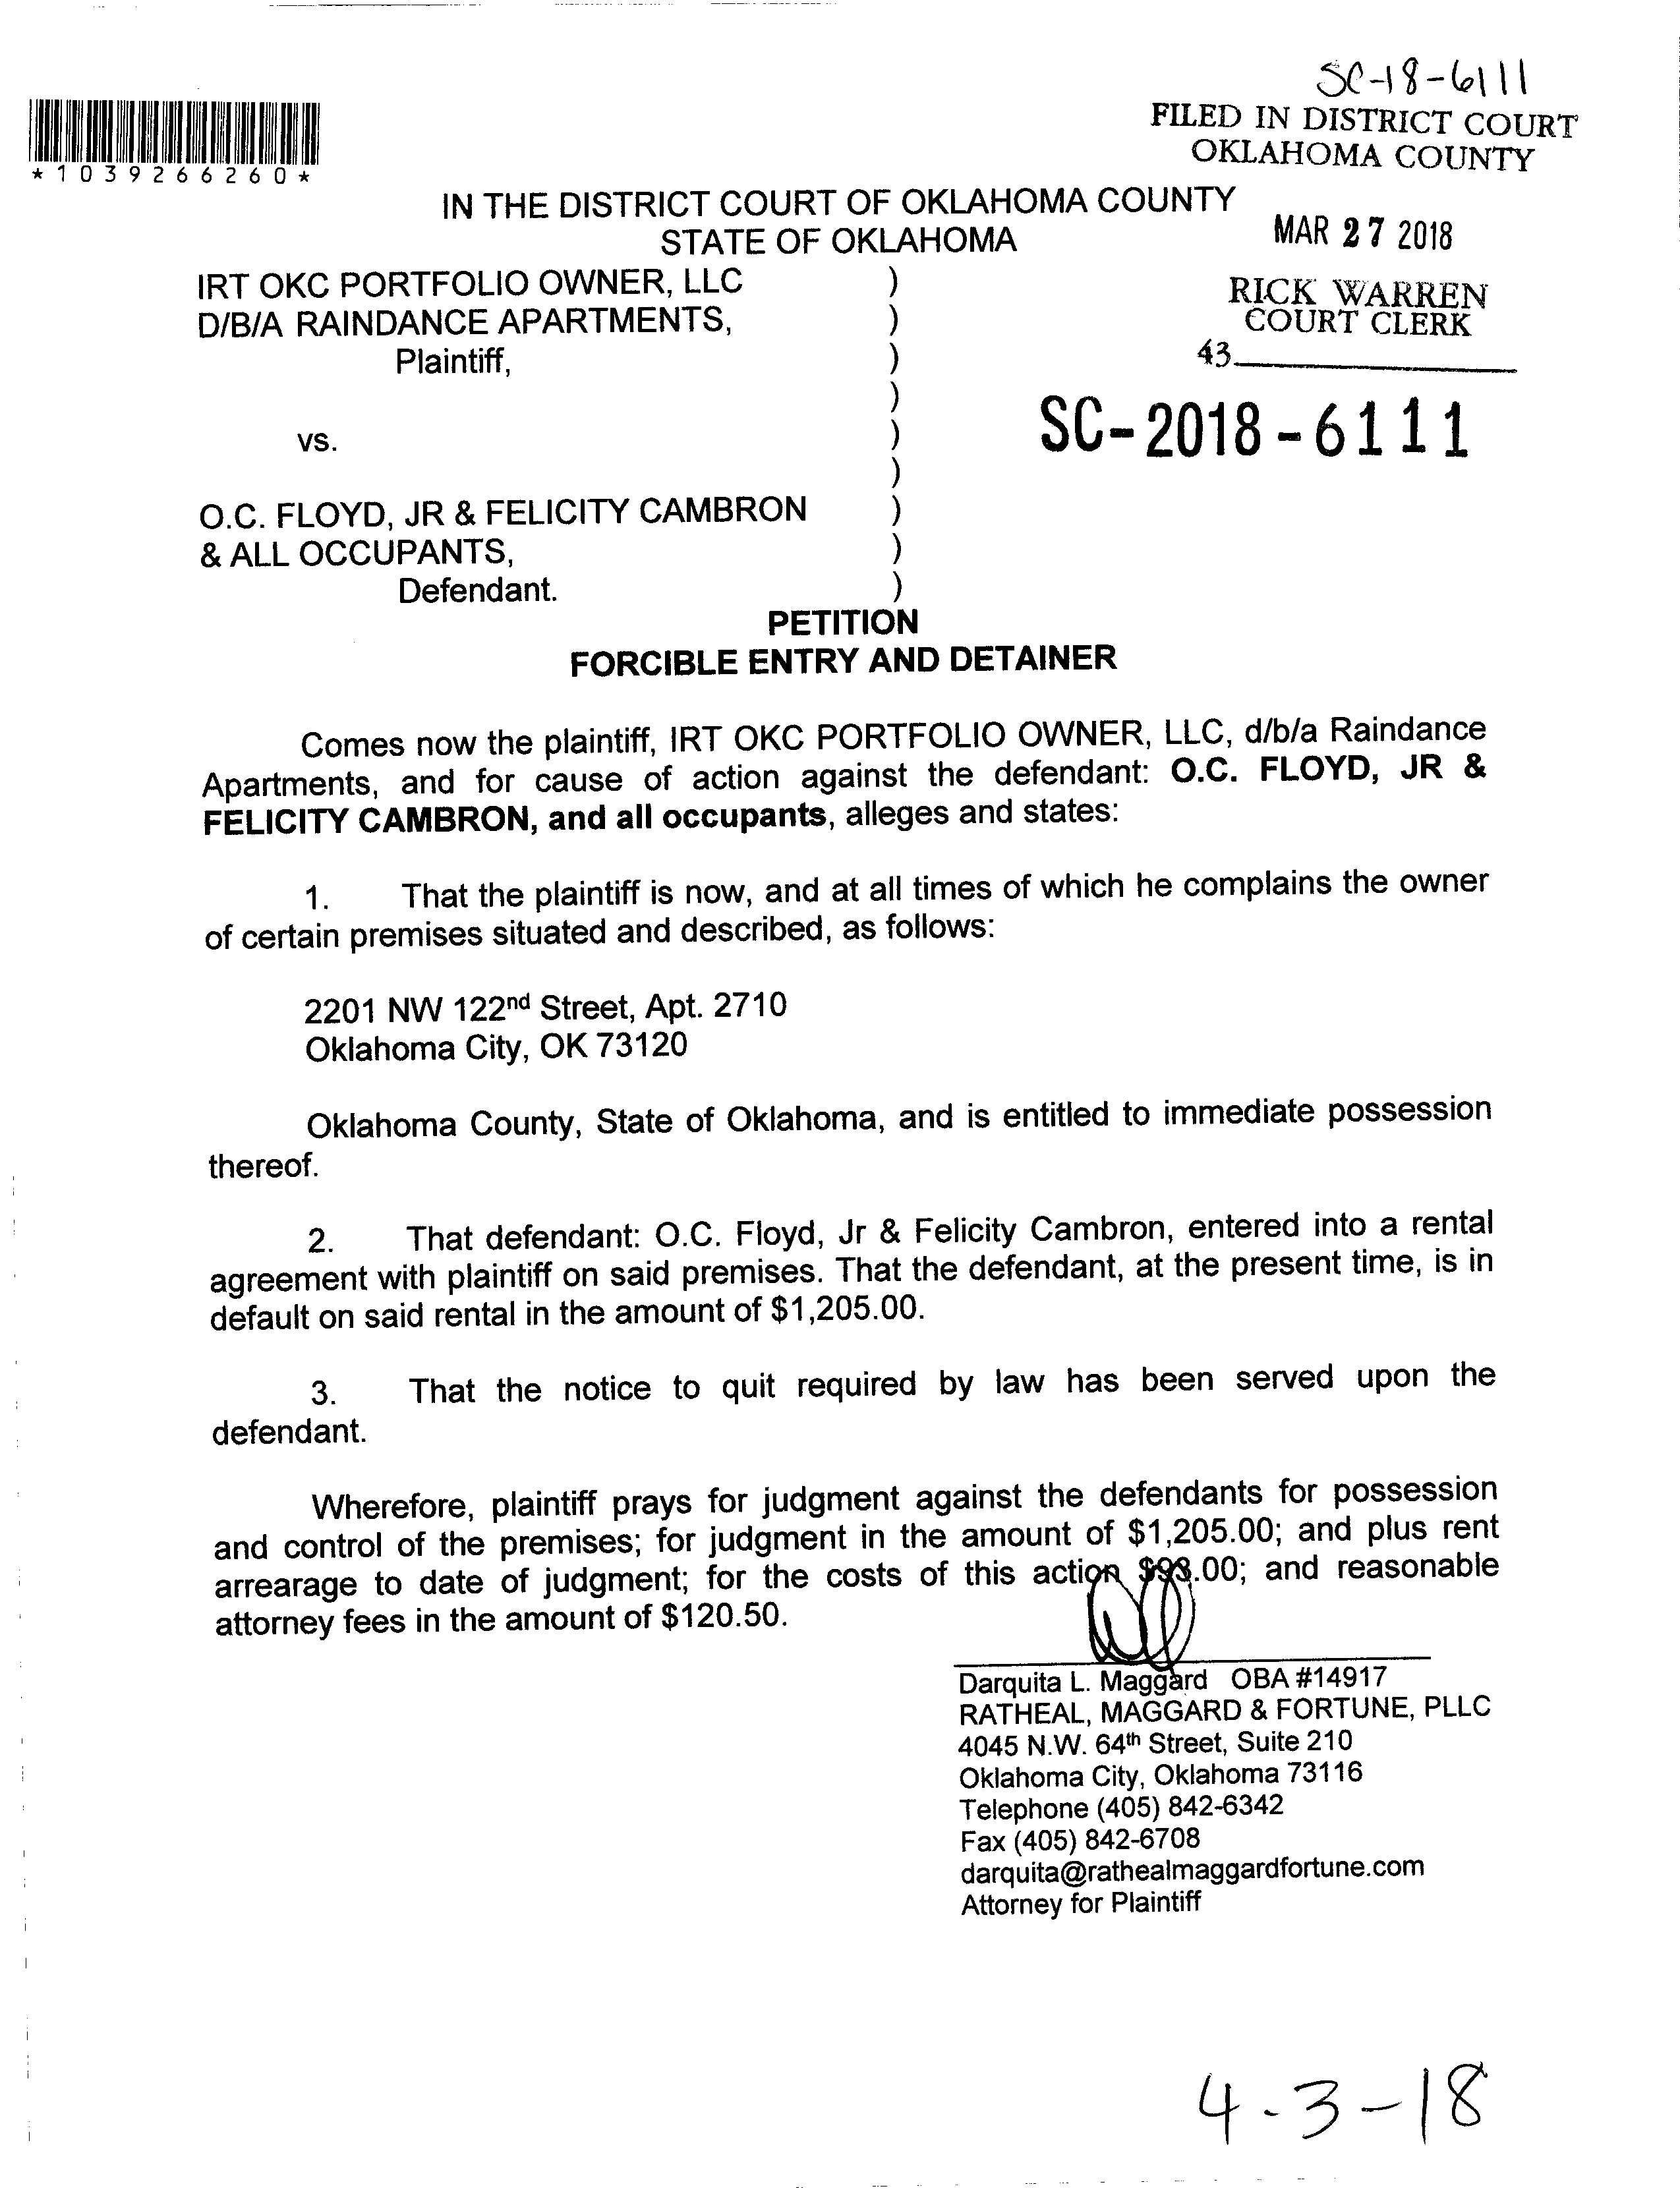 SC-18-6111
FILED IN DISTRICT COURT
OKLAHOMA COUNTY
*1039266260*
IN THE DISTRICT COURT OF OKLAHOMA COUNTY
STATE OF OKLAHOMA
MAR 27 2018
IRT OKC PORTFOLIO OWNER, LLC )
D/B/A RAINDANCE APARTMENTS, )
Plaintiff, )
RICK WARREN
COURT CLERK
43
)
vs. )
SC-2018-6111
)
O.C. FLOYD, JR & FELICITY CAMBRON )
& ALL OCCUPANTS, )
Defendant. )
PETITION
FORCIBLE ENTRY AND DETAINER
Comes now the plaintiff, IRT OKC PORTFOLIO OWNER, LLC, d/b/a Raindance
Apartments, and for cause of action against the defendant: O.C. FLOYD, JR &
FELICITY CAMBRON, and all occupants, alleges and states:
1. That the plaintiff is now, and at all times of which he complains the owner
of certain premises situated and described, as follows:
2201 NW 122nd Street, Apt. 2710
Oklahoma City, OK 73120
Oklahoma County, State of Oklahoma, and is entitled to immediate possession
thereof.
2. That defendant: O.C. Floyd, Jr & Felicity Cambron, entered into a rental
agreement with plaintiff on said premises. That the defendant, at the present time, is in
default on said rental in the amount of $1,205.00.
3. That the notice to quit required by law has been served upon the
defendant.
Wherefore, plaintiff prays for judgment against the defendants for possession
and control of the premises; for judgment in the amount of $1,205.00; and plus rent
arrearage to date of judgment; for the costs of this action and reasonable
attorney fees in the amount of $120.50.
Darquita L. Maggard OBA #14917
RATHEAL, MAGGARD & FORTUNE, PLLC
4045 N.W. 64th Street, Suite 210
Oklahoma City, Oklahoma 73116
Telephone (405) 842-6342
Fax (405) 842-6708
darquita@rathealmaggardfortune.com
Attorney for Plaintiff
4-3-18